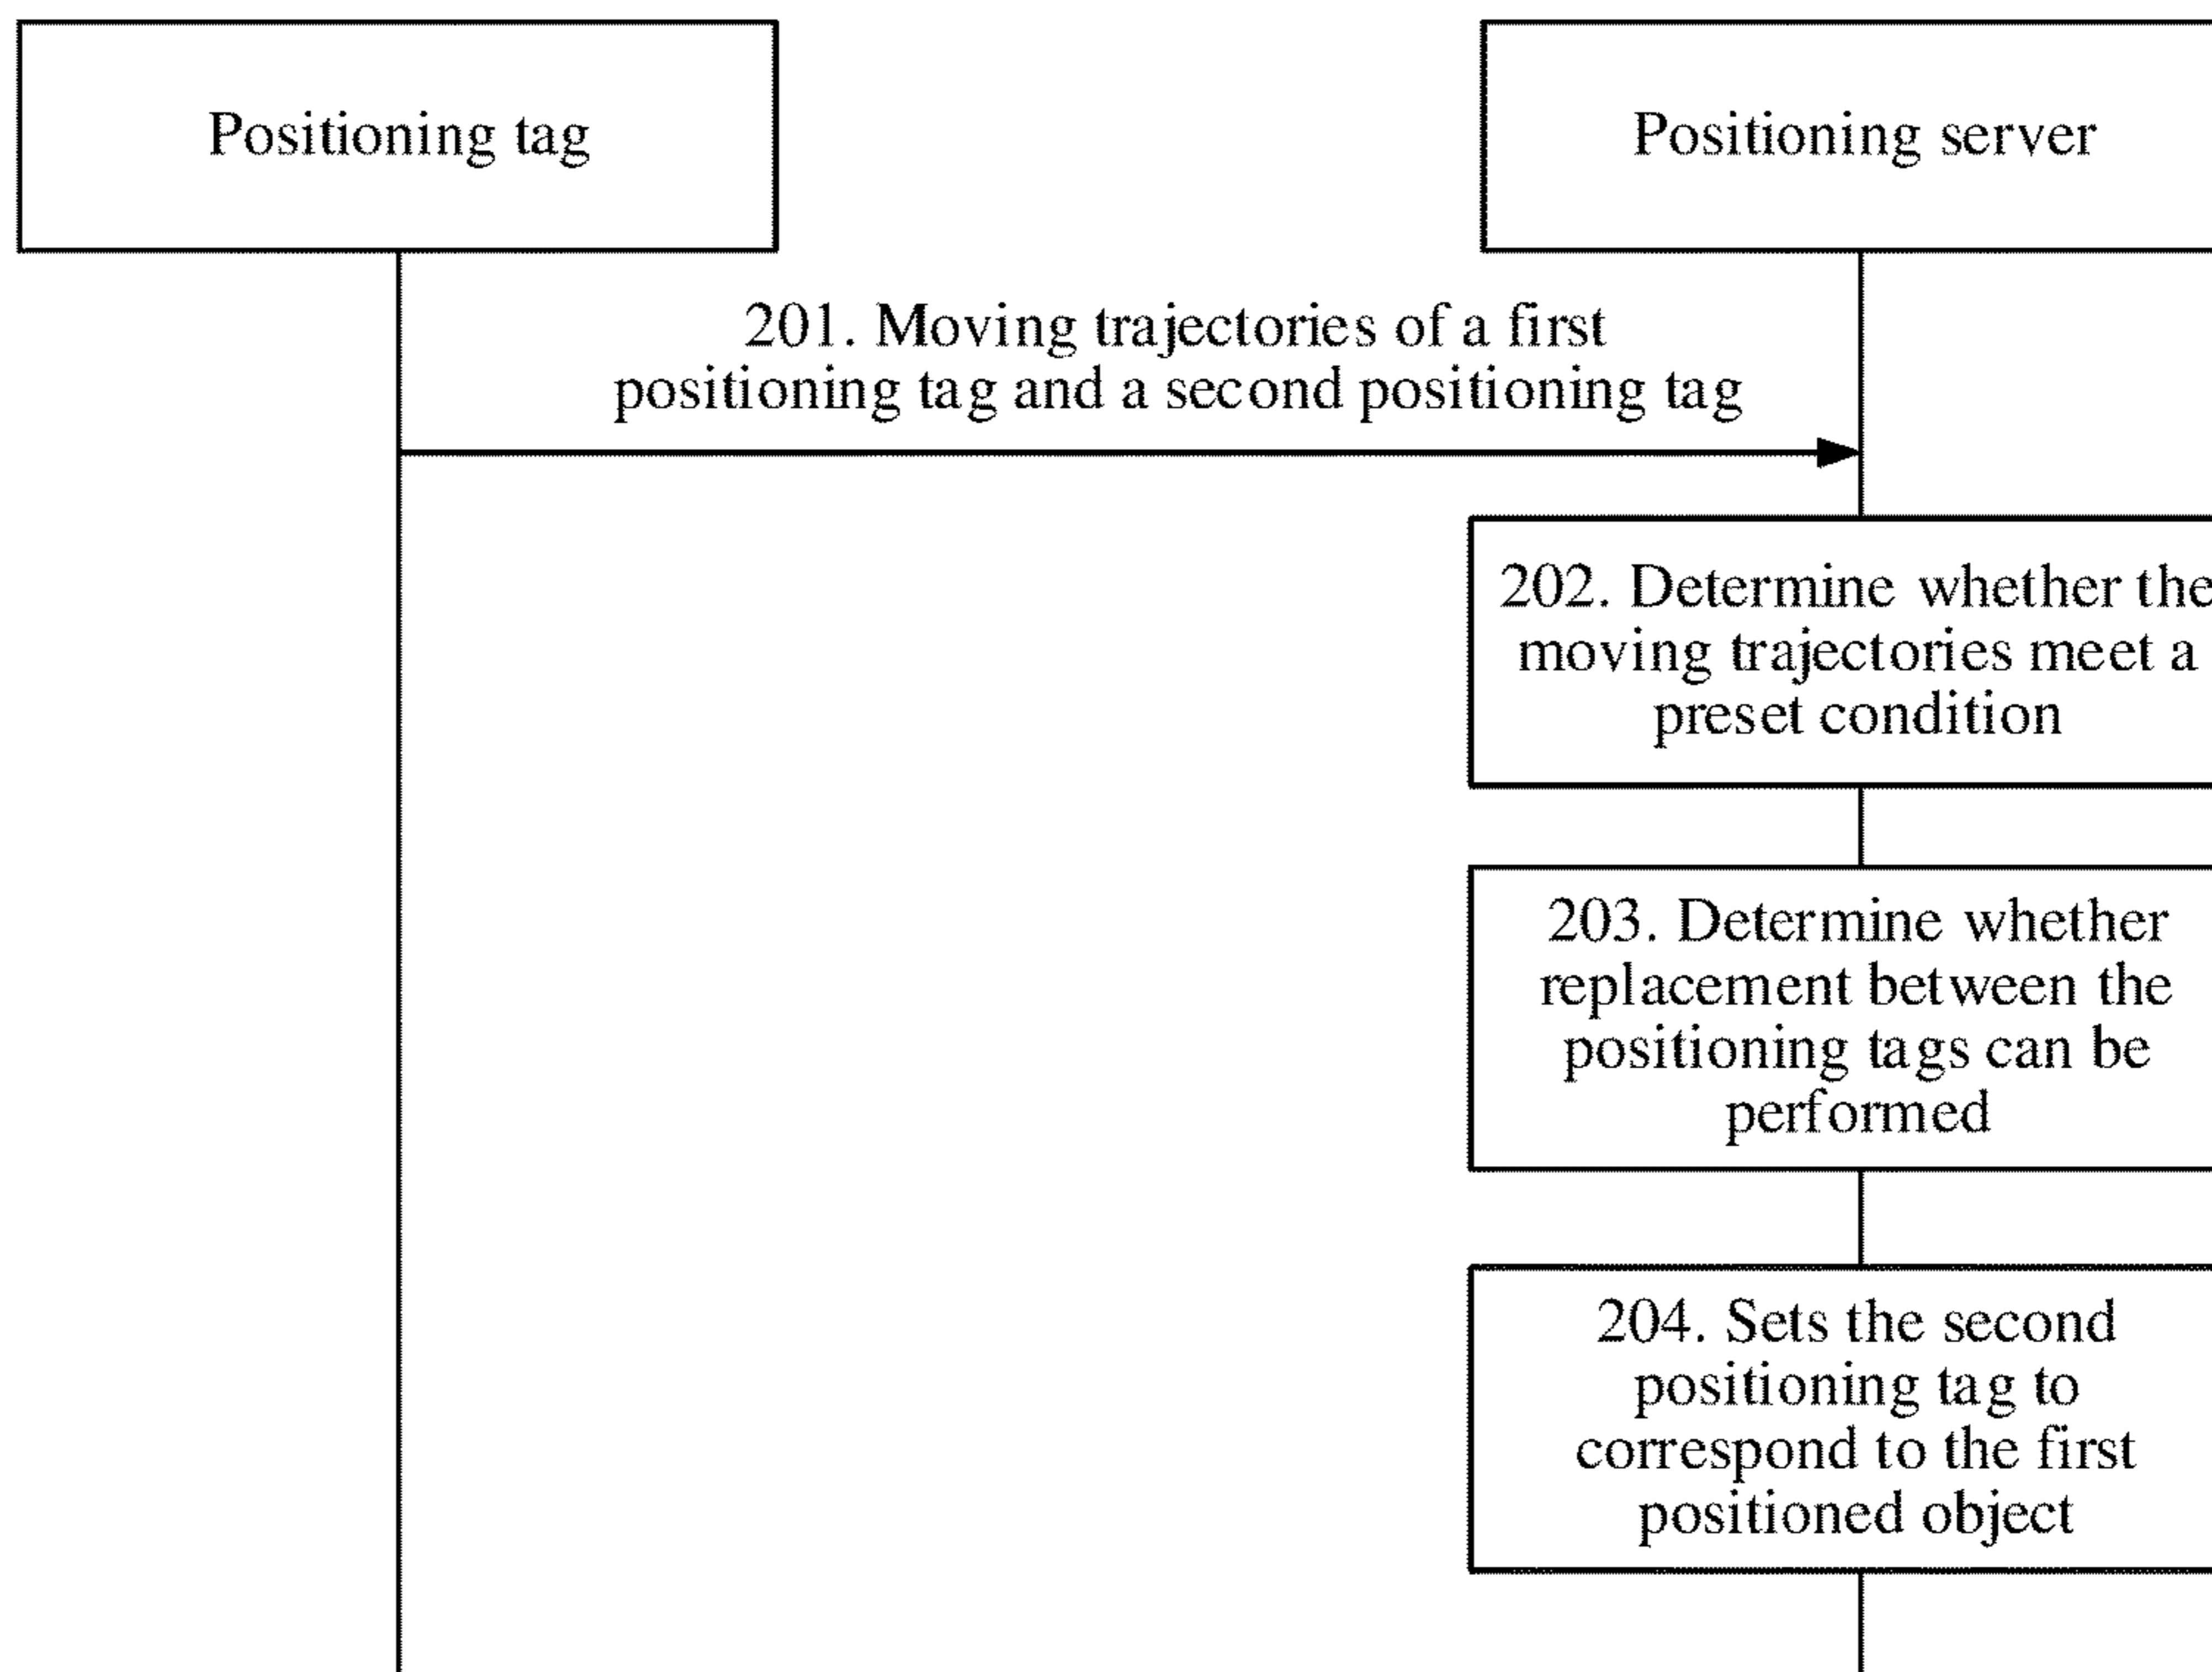 Positioning tag
Positioning server
201. Moving trajectories of a first
positioning tag and a second positioning tag
202. Determine whether the
moving trajectories meet a
preset condition
203. Determine whether
replacement between the
positioning tags can be
performed
204. Sets the second
positioning tag to
correspond to the first
positioned object